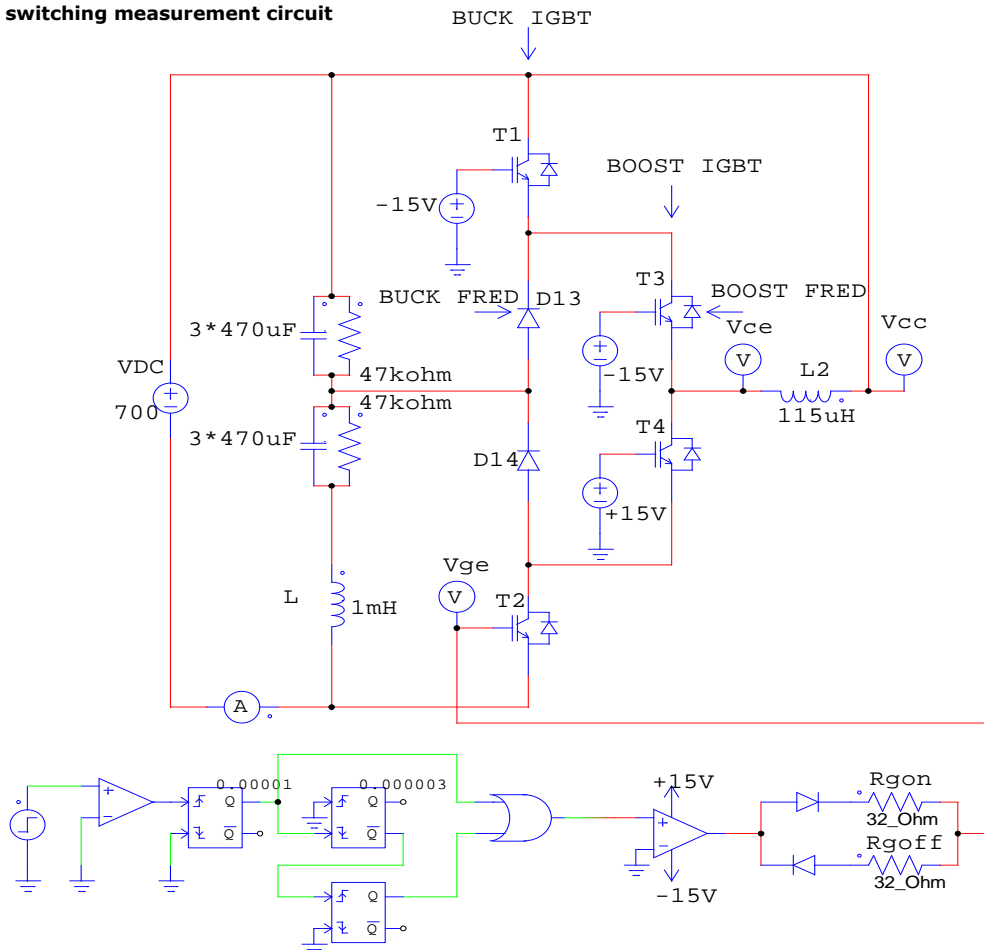 switching measurement circuit
BUCK IGBT
T1
BOOST IGBT
-15V
T3
BUCK FRED
D13
BOOST FRED
Vce
Vcc
3*470uF
V
V
VDC
47kohm
-15V
L2
700
47kohm
115uH
3*470uF
T4
D14
+15V
Vge
L
1mH
V
T2
A
0.00001
0.000003
+15V
Rgon
Q
Q
32_Ohm
Q
Q
Rgoff
-15V
32_Ohm
Q
Q